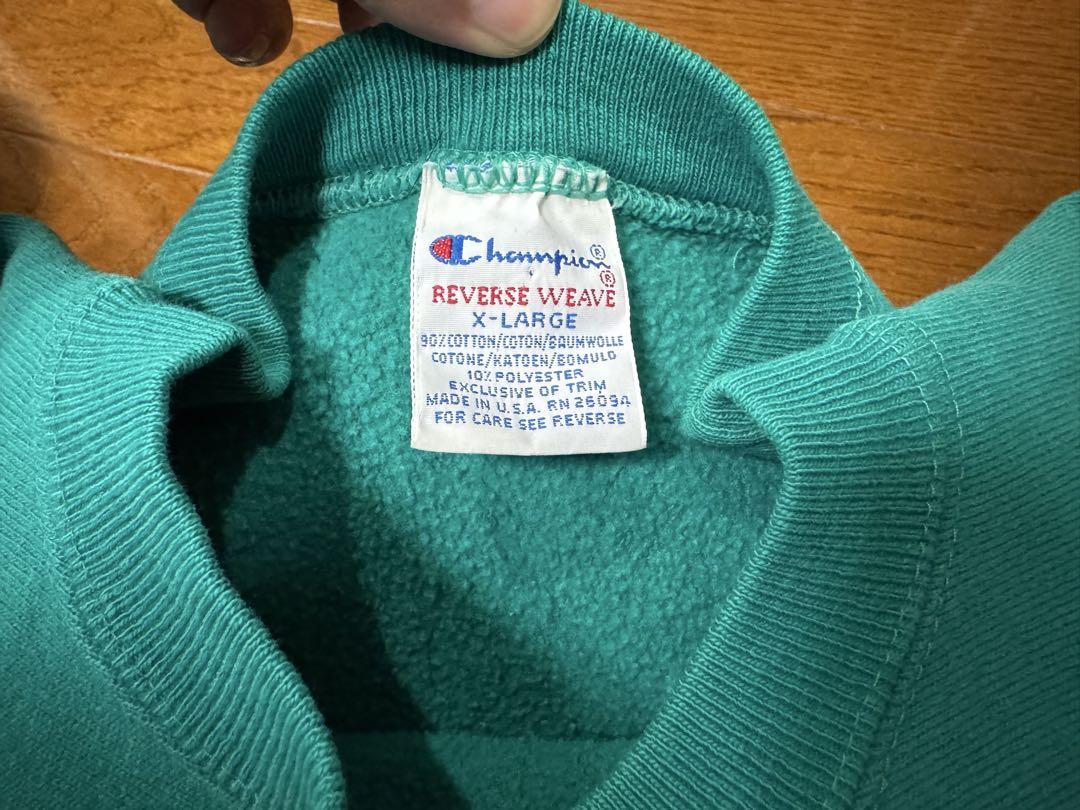 Champion®
®
REVERSE WEAVE
X-LARGE
90% COTTON/COTON/BAUMWOLLE
COTONE/KATOEN/BOMULD
10% POLYESTER
EXCLUSIVE OF TRIM
MADE IN U.S.A. RN 26094
FOR CARE SEE REVERSE